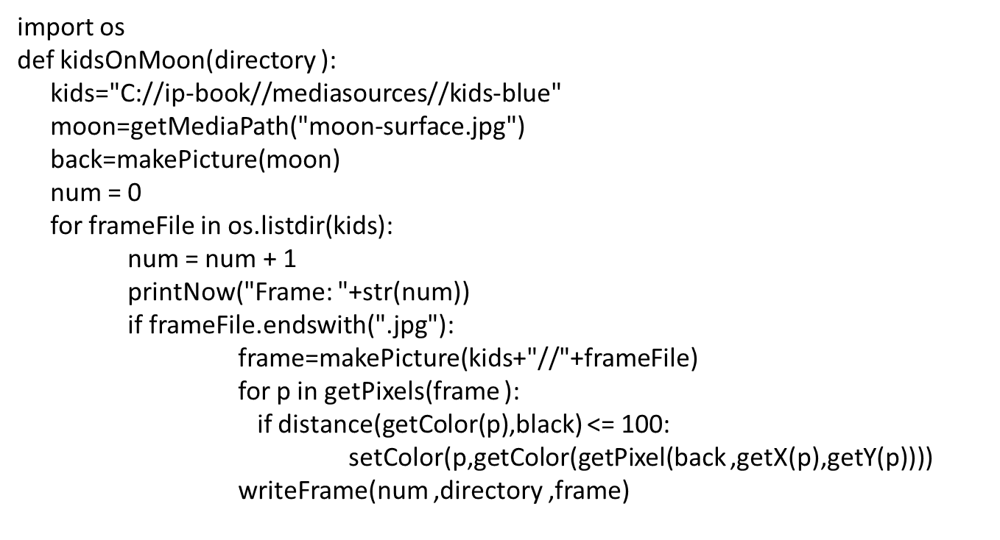 import os
def kidsOnMoon(directory ):
kids="C://ip-book//mediasources//kids-blue"
moon=getMediaPath("moon-surface.jpg")
back=makePicture(moon)
num = 0
for frameFile in os.listdir(kids):
num = num + 1
printNow("Frame: "+str(num))
if frameFile.endswith(".jpg"):
frame=makePicture(kids+"//"+frameFile)
for p in getPixels(frame ):
if distance(getColor(p),black) <= 100:
setColor(p,getColor(getPixel(back ,getX(p),getY(p))))
writeFrame(num ,directory ,frame)